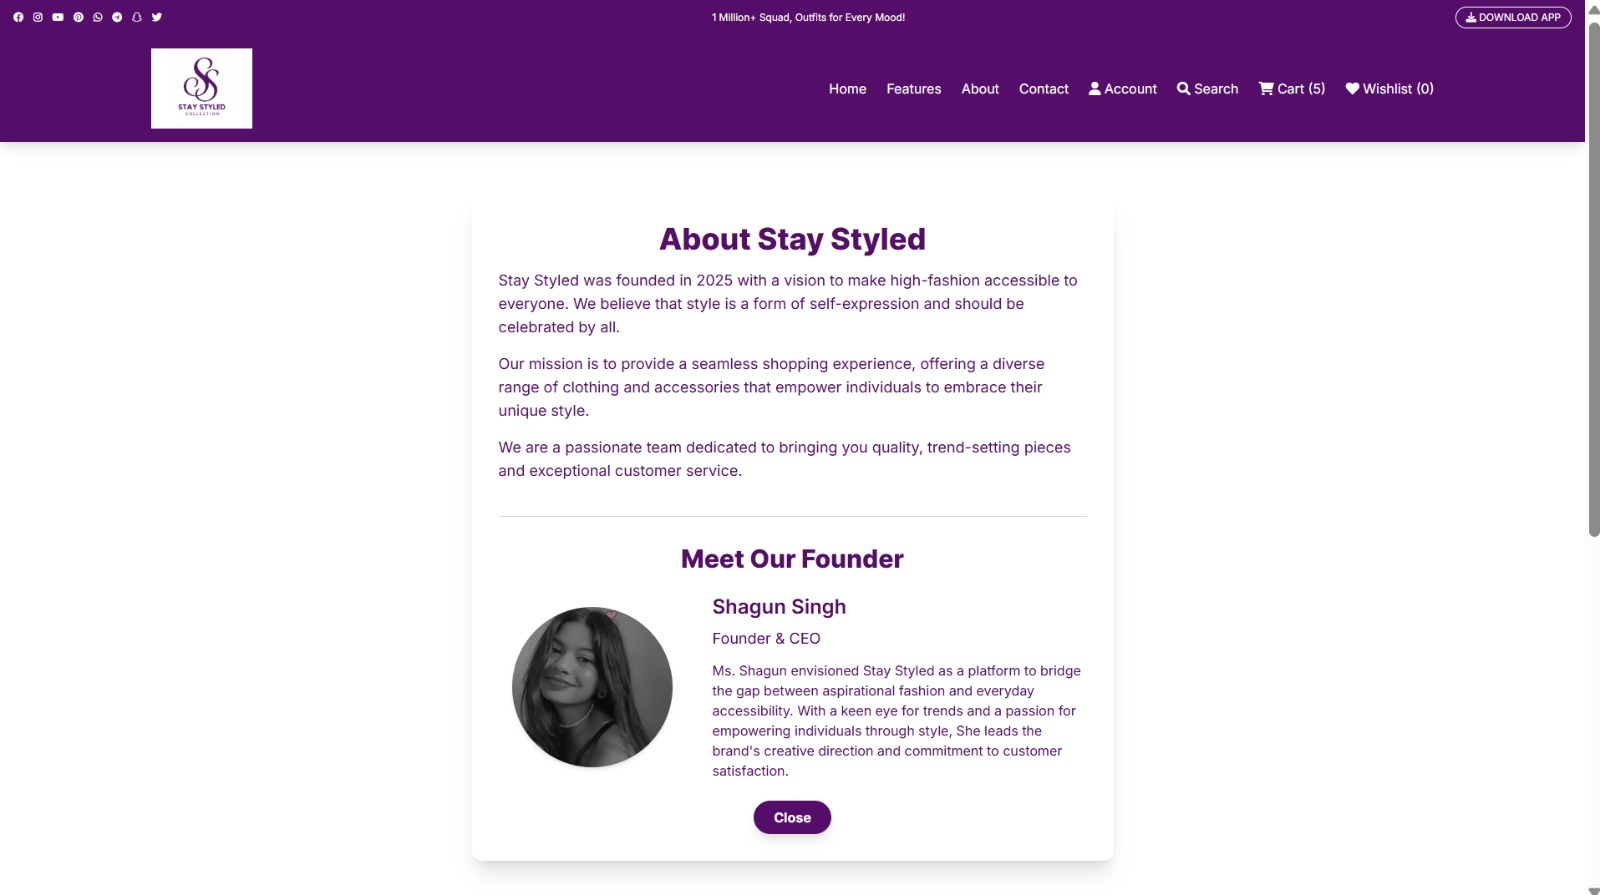 1 Million+ Squad, Outfits for Every Mood!
DOWNLOAD APP
SS
STAY STYLED
COLLECTION
Home Features About Contact Account Search Cart (5) Wishlist (0)
About Stay Styled
Stay Styled was founded in 2025 with a vision to make high-fashion accessible to
everyone. We believe that style is a form of self-expression and should be
celebrated by all.
Our mission is to provide a seamless shopping experience, offering a diverse
range of clothing and accessories that empower individuals to embrace their
unique style.
We are a passionate team dedicated to bringing you quality, trend-setting pieces
and exceptional customer service.
Meet Our Founder
Shagun Singh
Founder & CEO
Ms. Shagun envisioned Stay Styled as a platform to bridge
the gap between aspirational fashion and everyday
accessibility. With a keen eye for trends and a passion for
empowering individuals through style, She leads the
brand's creative direction and commitment to customer
satisfaction.
Close